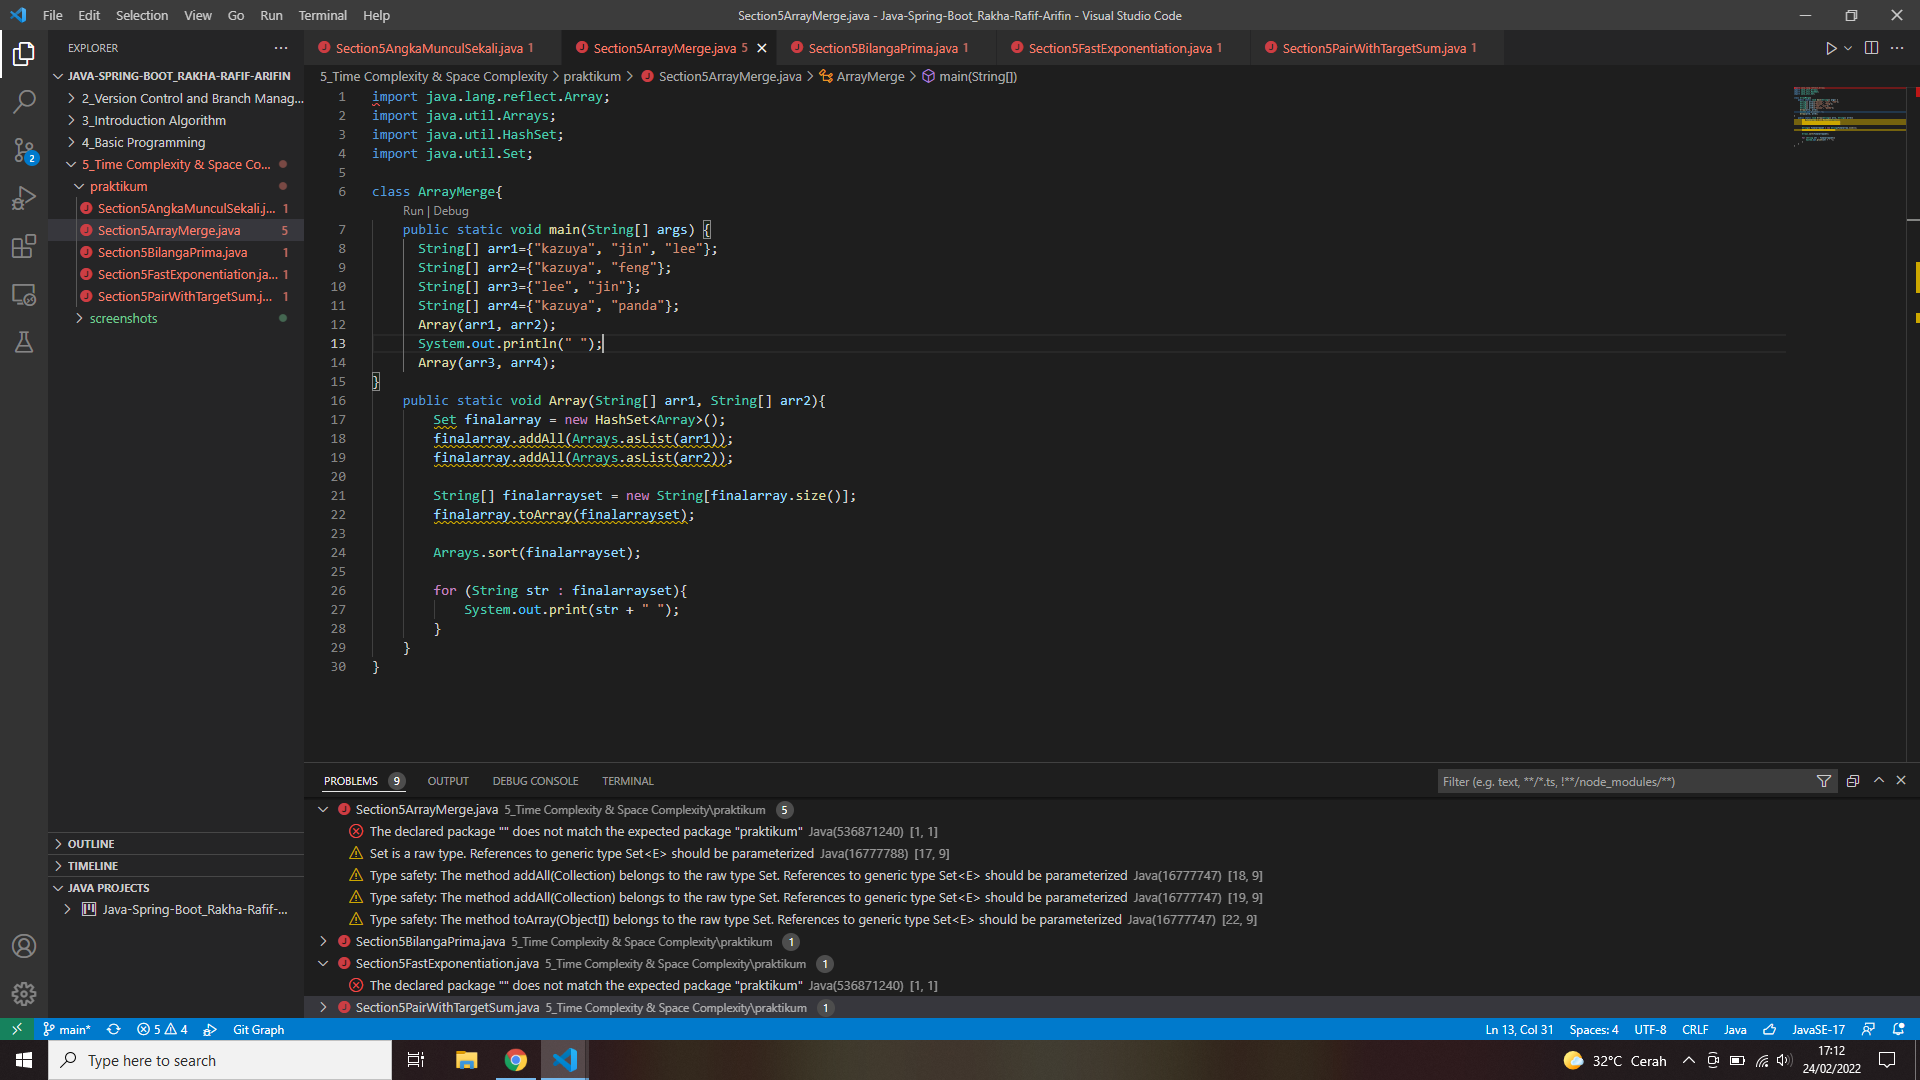 File Edit Selection View Go Run Terminal Help
Section5ArrayMerge.java - Java-Spring-Boot_Rakha-Rafif-Arifin - Visual Studio Code
EXPLORER
JAVA-SPRING-BOOT_RAKHA-RAFIF-ARIFIN
2_Version Control and Branch Manag...
3_Introduction Algorithm
4_Basic Programming
5_Time Complexity & Space Co...
praktikum
Section5AngkaMunculSekali.j... 1
Section5ArrayMerge.java 5
Section5BilangaPrima.java 1
Section5FastExponentiation.ja... 1
Section5PairWithTargetSum.j... 1
screenshots
2
OUTLINE
TIMELINE
JAVA PROJECTS
Java-Spring-Boot_Rakha-Rafif-...
Section5AngkaMunculSekali.java 1
Section5ArrayMerge.java 5
Section5BilangaPrima.java 1
Section5FastExponentiation.java 1
Section5PairWithTargetSum.java 1
5_Time Complexity & Space Complexity > praktikum > Section5ArrayMerge.java > ArrayMerge > main(String[])
1 import java.lang.reflect.Array;
2 import java.util.Arrays;
3 import java.util.HashSet;
4 import java.util.Set;
5
6 class ArrayMerge{
Run | Debug
7 public static void main(String[] args) {
8 String[] arr1={"kazuya", "jin", "lee"};
9 String[] arr2={"kazuya", "feng"};
10 String[] arr3={"lee", "jin"};
11 String[] arr4={"kazuya", "panda"};
12 Array(arr1, arr2);
13 System.out.println(" ");
14 Array(arr3, arr4);
15 }
16 public static void Array(String[] arr1, String[] arr2){
17 Set finalarray = new HashSet<Array>();
18 finalarray.addAll(Arrays.asList(arr1));
19 finalarray.addAll(Arrays.asList(arr2));
20
21 String[] finalarrayset = new String[finalarray.size()];
22 finalarray.toArray(finalarrayset);
23
24 Arrays.sort(finalarrayset);
25
26 for (String str : finalarrayset){
27 System.out.print(str + " ");
28 }
29 }
30 }
PROBLEMS 9 OUTPUT DEBUG CONSOLE TERMINAL
Filter (e.g. text, **/*.ts, !**/node_modules/**)
Section5ArrayMerge.java 5_Time Complexity & Space Complexity\praktikum 5
The declared package "" does not match the expected package "praktikum" Java(536871240) [1, 1]
Set is a raw type. References to generic type Set<E> should be parameterized Java(16777788) [17, 9]
Type safety: The method addAll(Collection) belongs to the raw type Set. References to generic type Set<E> should be parameterized Java(16777747) [18, 9]
Type safety: The method addAll(Collection) belongs to the raw type Set. References to generic type Set<E> should be parameterized Java(16777747) [19, 9]
Type safety: The method toArray(Object[]) belongs to the raw type Set. References to generic type Set<E> should be parameterized Java(16777747) [22, 9]
Section5BilangaPrima.java 5_Time Complexity & Space Complexity\praktikum 1
Section5FastExponentiation.java 5_Time Complexity & Space Complexity\praktikum 1
The declared package "" does not match the expected package "praktikum" Java(536871240) [1, 1]
Section5PairWithTargetSum.java 5_Time Complexity & Space Complexity\praktikum 1
main* 5 4 Git Graph
Ln 13, Col 31 Spaces: 4 UTF-8 CRLF Java JavaSE-17
Type here to search
32°C Cerah
17:12
24/02/2022